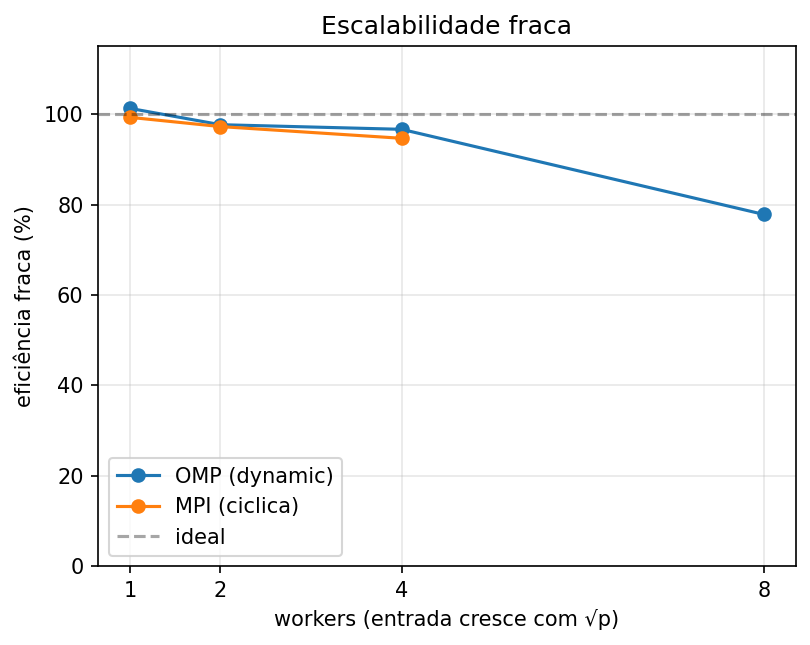 Escalabilidade fraca
eficiência fraca (%)
100
80
60
40
20
0
OMP (dynamic)
MPI (ciclica)
ideal
1 2 4 8
workers (entrada cresce com √p)